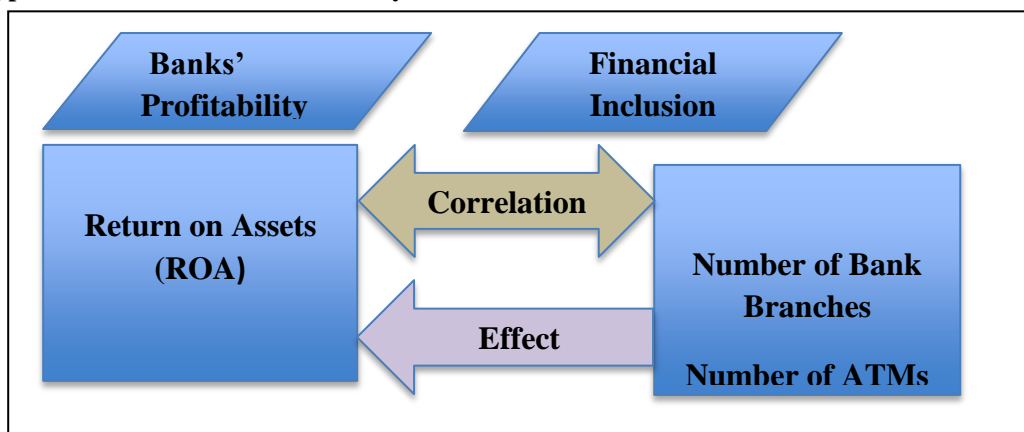 Banks’
Profitability
Financial
Inclusion
Return on Assets
(ROA)
Correlation
Effect
Number of Bank
Branches
Number of ATMs